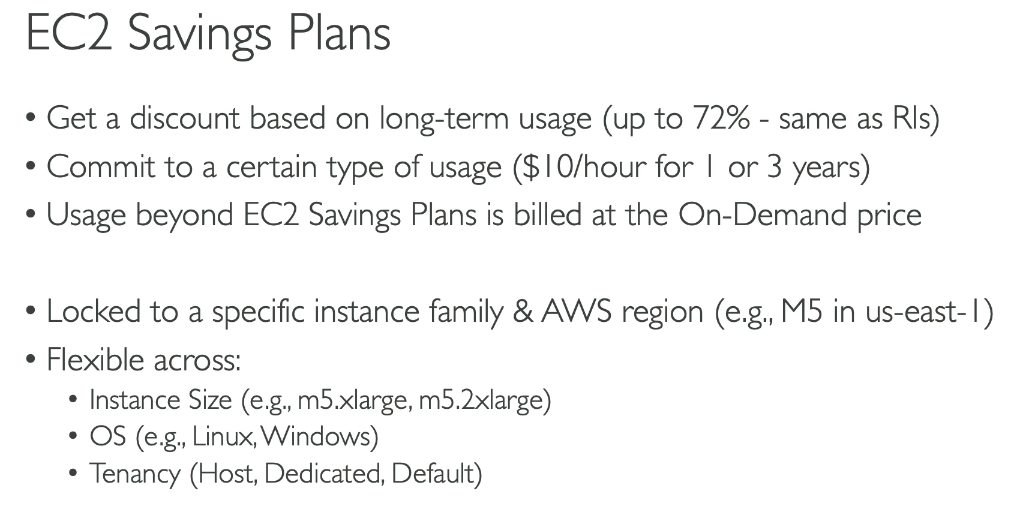 EC2 Savings Plans
• Get a discount based on long-term usage (up to 72% - same as RIs)
• Commit to a certain type of usage ($10/hour for 1 or 3 years)
• Usage beyond EC2 Savings Plans is billed at the On-Demand price
• Locked to a specific instance family & AWS region (e.g., M5 in us-east-1)
• Flexible across:
• Instance Size (e.g., m5.xlarge, m5.2xlarge)
• OS (e.g., Linux, Windows)
• Tenancy (Host, Dedicated, Default)